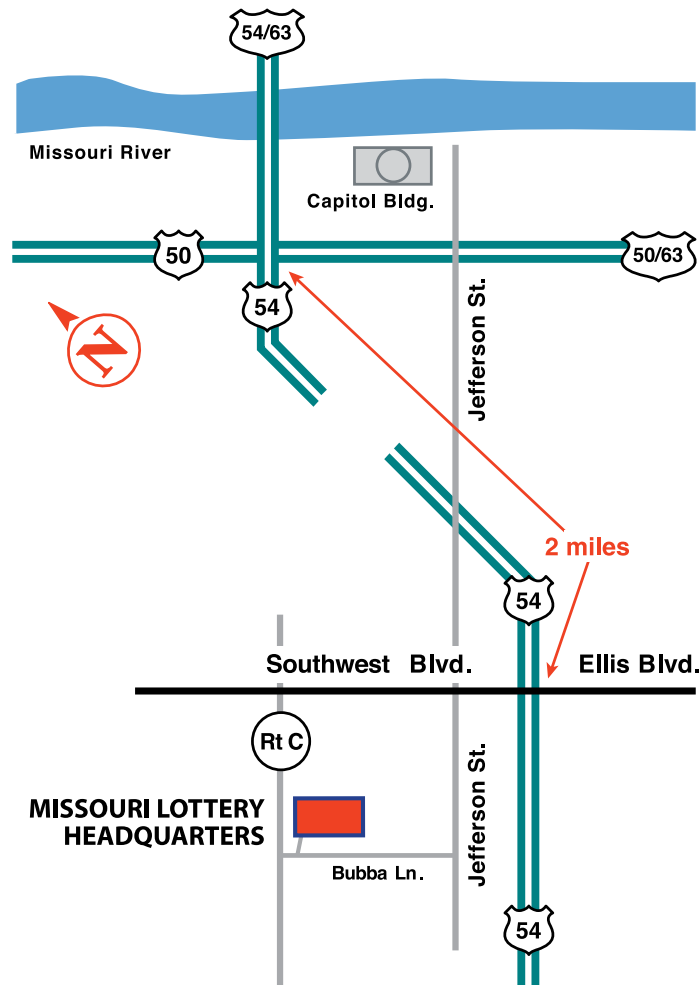 54/63
Missouri River
Capitol Bldg.
50
50/63
54
N
Jefferson St.
2 miles
54
Southwest Blvd.
Ellis Blvd.
Rt C
MISSOURI LOTTERY
HEADQUARTERS
Jefferson St.
Bubba Ln.
54